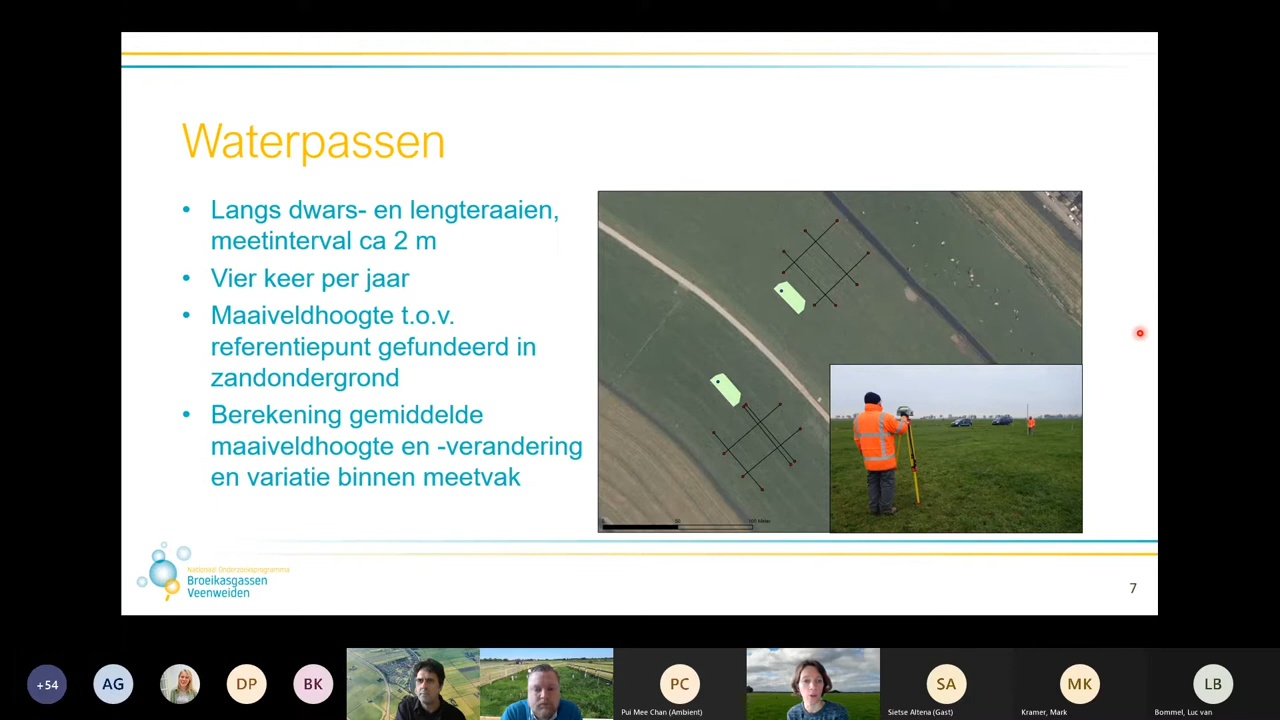 Waterpassen
• Langs dwars- en lengteraaien,
meetinterval ca 2 m
• Vier keer per jaar
• Maaiveldhoogte t.o.v.
referentiepunt gefundeerd in
zandondergrond
• Berekening gemiddelde
maaiveldhoogte en -verandering
en variatie binnen meetvak
Nationaal Onderzoeksprogramma
Broeikasgassen
Veenweiden
7
+54
AG
DP
BK
PC
SA
MK
LB
Pui Mee Chan (Ambient)
Sietse Altena (Gast)
Kramer, Mark
Bommel, Luc van